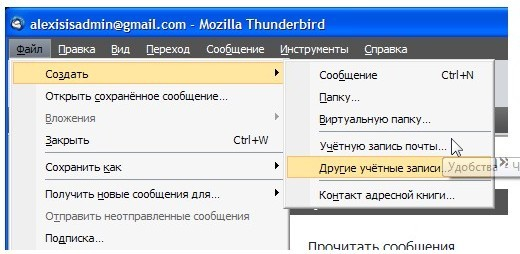 alexisisadmin@gmail.com - Mozilla Thunderbird
Файл Правка Вид Переход Сообщение Инструменты Справка
Создать
Открыть сохранённое сообщение...
Вложения
Закрыть Ctrl+W
Сохранить как
Получить новые сообщения для...
Отправить неотправленные сообщения
Подписка...
Сообщение Ctrl+N
Папку...
Виртуальную папку...
Учётную запись почты...
Другие учётные записи...
Контакт адресной книги...
Удобства
Прочитать сообщения